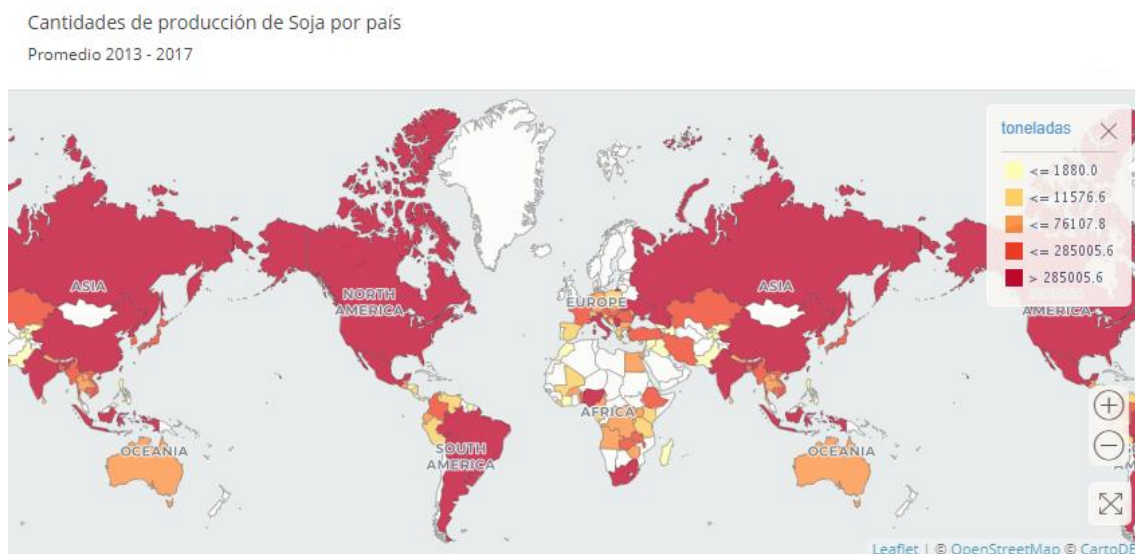 Cantidades de producción de Soja por país
Promedio 2013 - 2017
toneladas
<= 1880.0
<= 11576.6
<= 76107.8
<= 285005.6
> 285005.6
ASIA
NORTH
AMERICA
EUROPE
ASIA
AMERICA
AFRICA
OCEANIA
SOUTH
AMERICA
OCEANIA
Leaflet | © OpenStreetMap © CartoDB